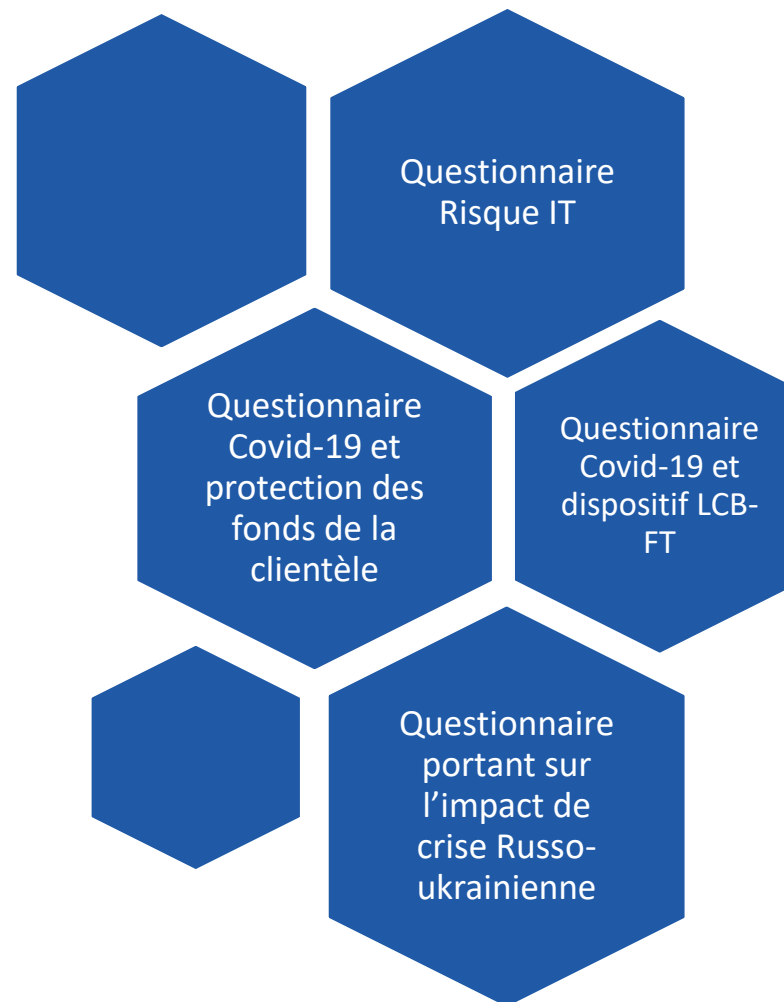 Questionnaire
Risque IT
Questionnaire
Covid-19 et
protection des
fonds de la
clientèle
Questionnaire
Covid-19 et
dispositif LCB-
FT
Questionnaire
portant sur
l’impact de
crise Russo-
ukrainienne